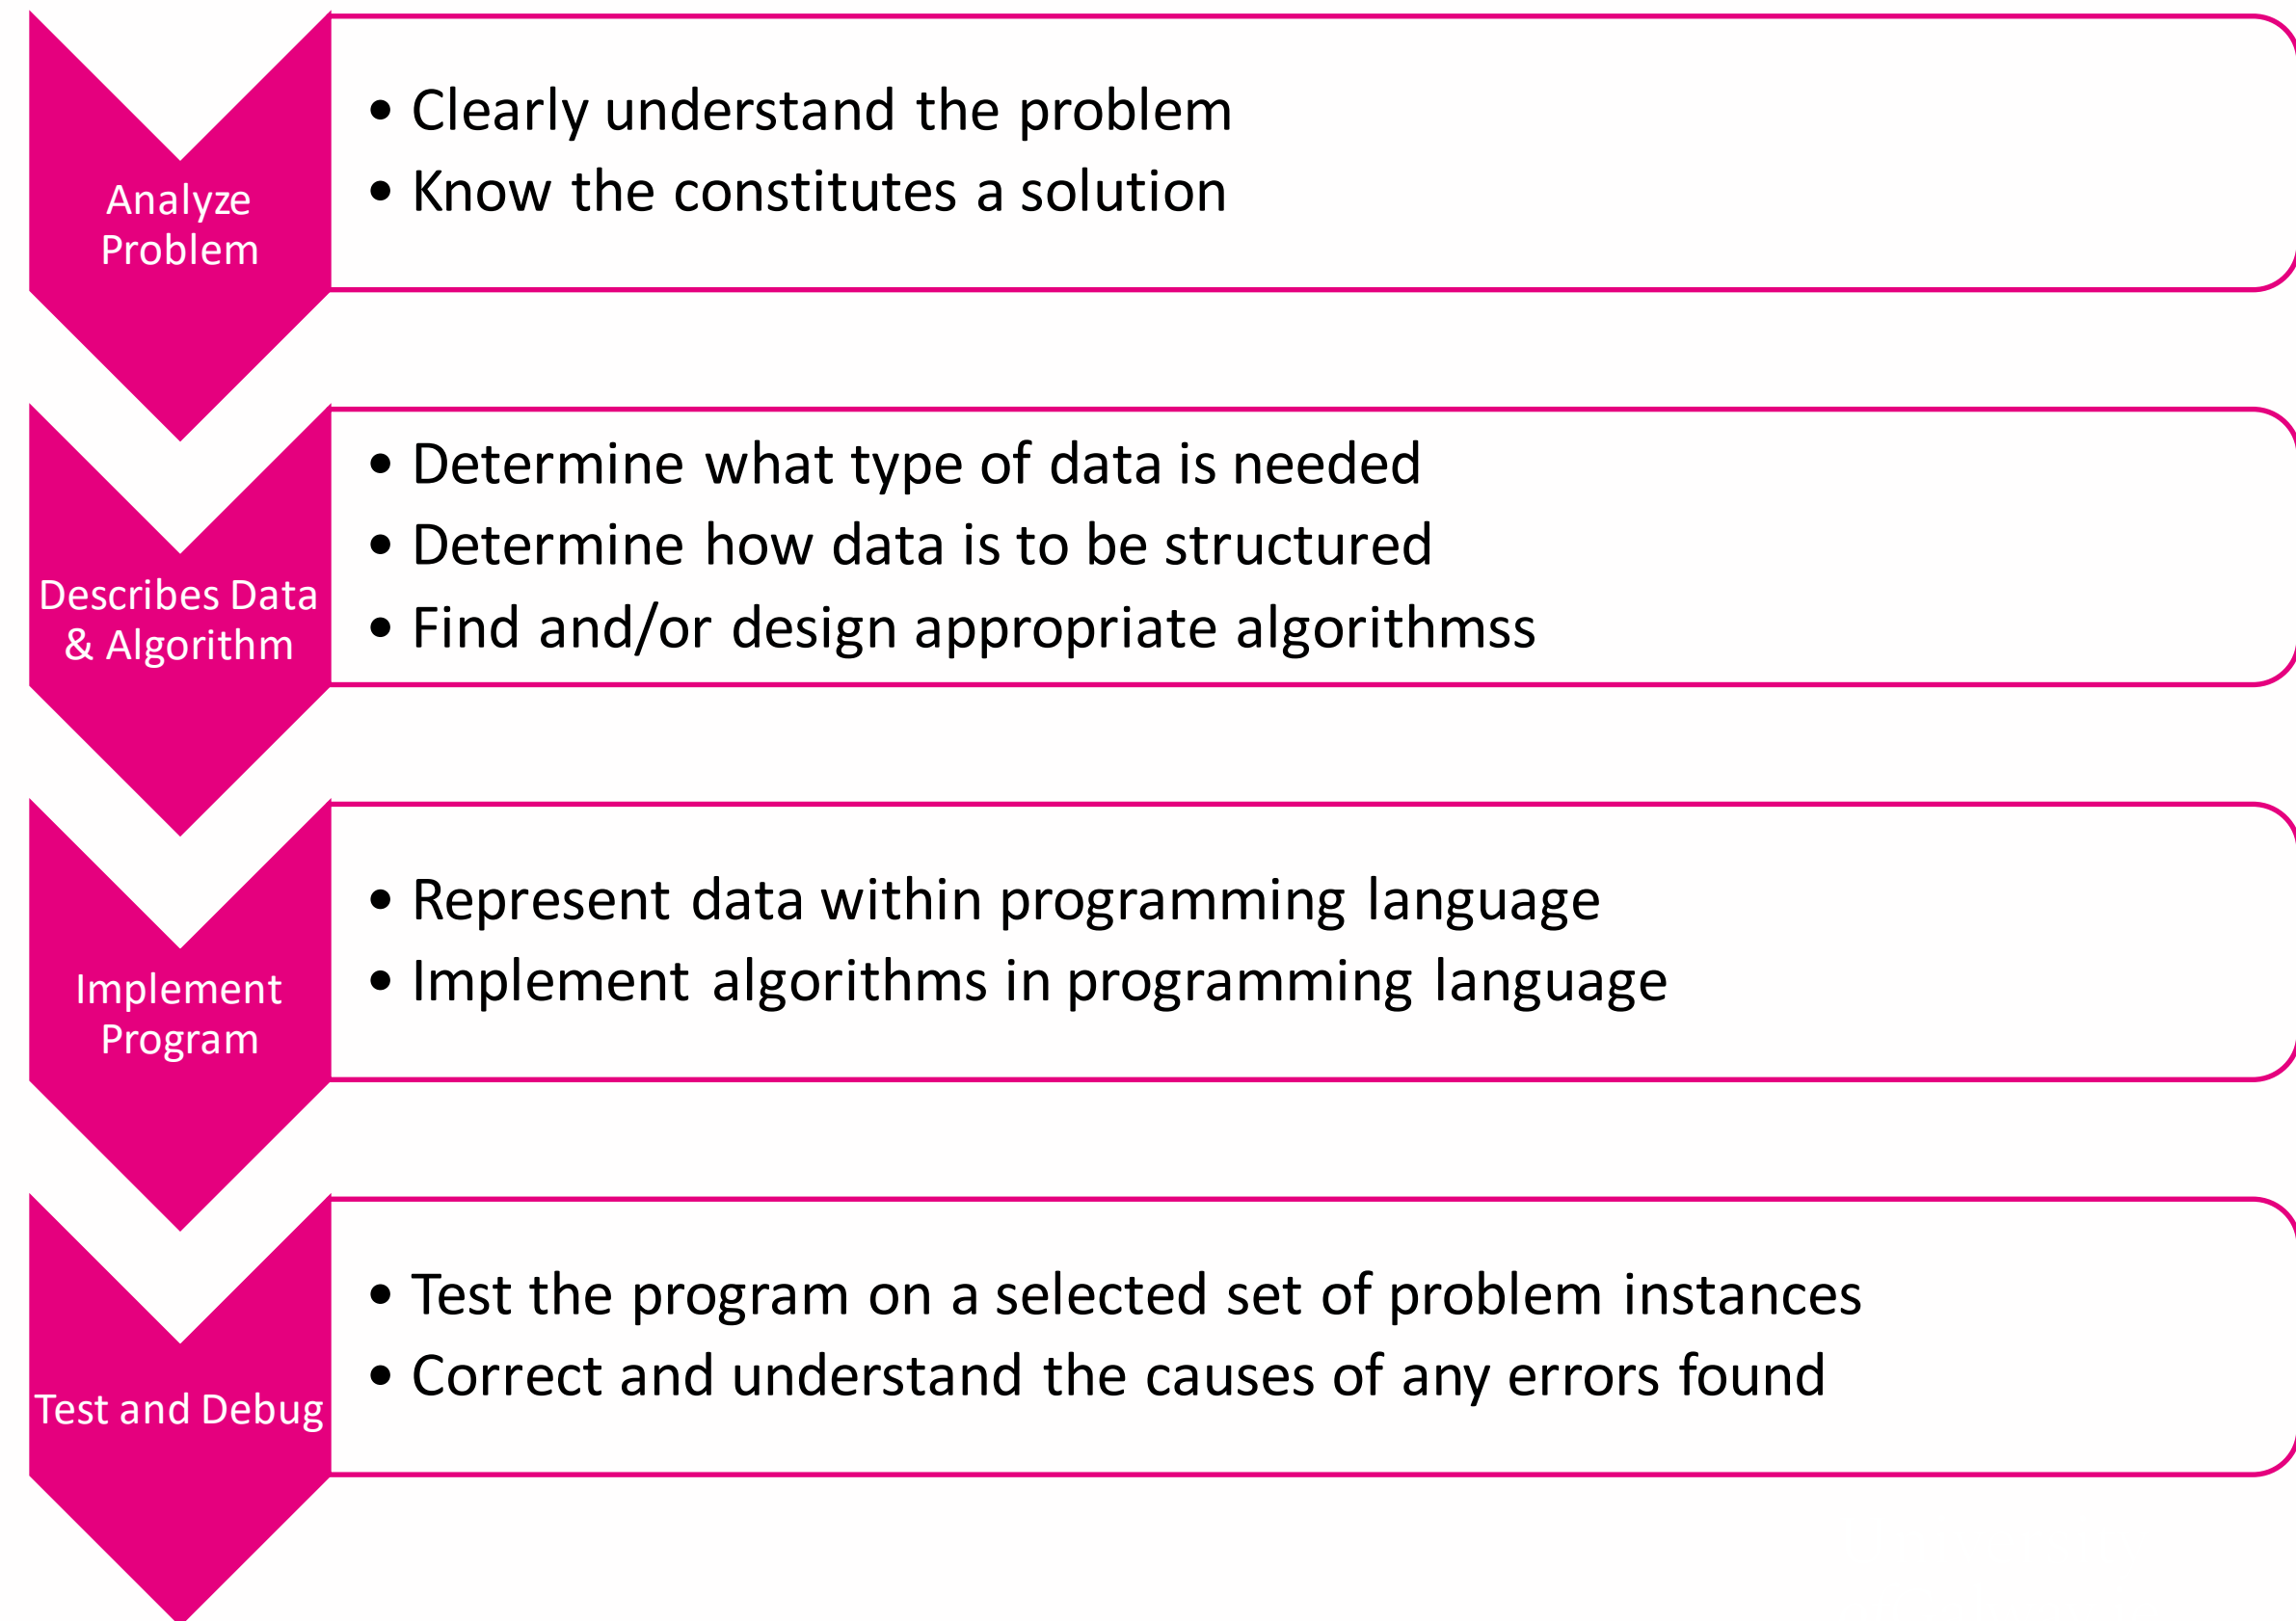 Analyze
Problem
• Clearly understand the problem
• Know the constitutes a solution
Describes Data
& Algorithm
• Determine what type of data is needed
• Determine how data is to be structured
• Find and/or design appropriate algorithmss
Implement
Program
• Represent data within programming language
• Implement algorithms in programming language
Test and Debug
• Test the program on a selected set of problem instances
• Correct and understand the causes of any errors found